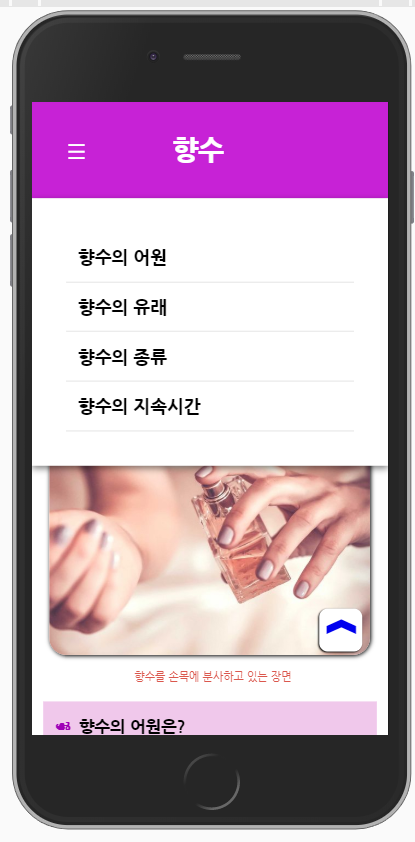 향수
향수의 어원
향수의 유래
향수의 종류
향수의 지속시간
향수를 손목에 분사하고 있는 장면
향수의 어원은?